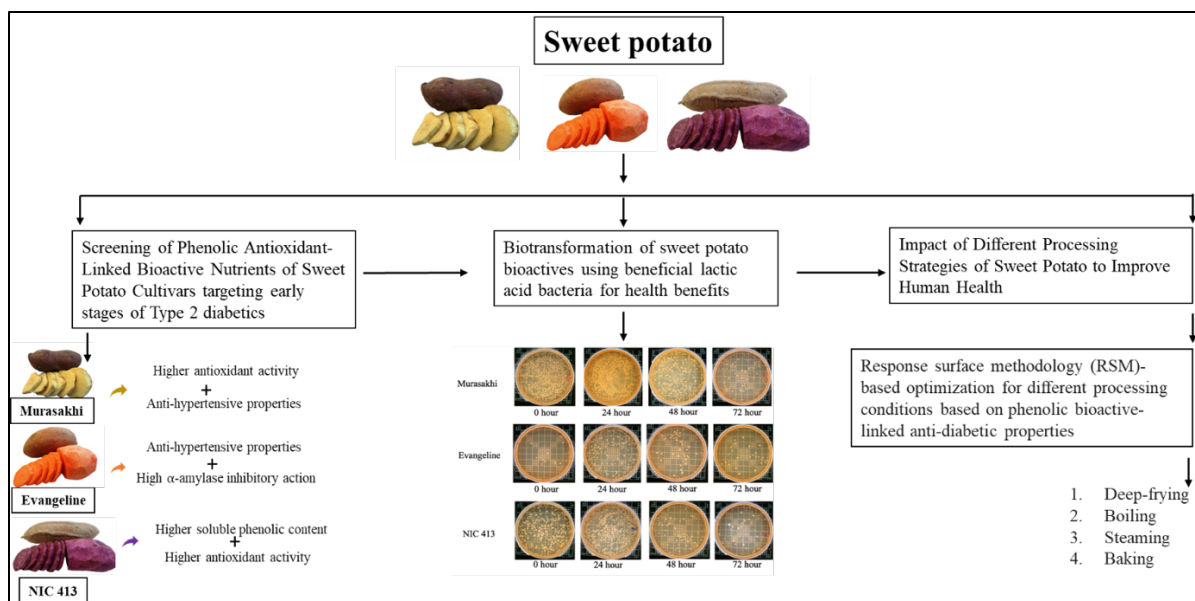 Sweet potato
Screening of Phenolic Antioxidant-
Linked Bioactive Nutrients of Sweet
Potato Cultivars targeting early
stages of Type 2 diabetics
Biotransformation of sweet potato
bioactives using beneficial lactic
acid bacteria for health benefits
Impact of Different Processing
Strategies of Sweet Potato to Improve
Human Health
Murasakhi
Higher antioxidant activity
+
Anti-hypertensive properties
Evangeline
Anti-hypertensive properties
+
High α-amylase inhibitory action
NIC 413
Higher soluble phenolic content
+
Higher antioxidant activity
Murasakhi
0 hour
24 hour
48 hour
72 hour
Evangeline
0 hour
24 hour
48 hour
72 hour
NIC 413
0 hour
24 hour
48 hour
72 hour
Response surface methodology (RSM)-
based optimization for different processing
conditions based on phenolic bioactive-
linked anti-diabetic properties
1. Deep-frying
2. Boiling
3. Steaming
4. Baking